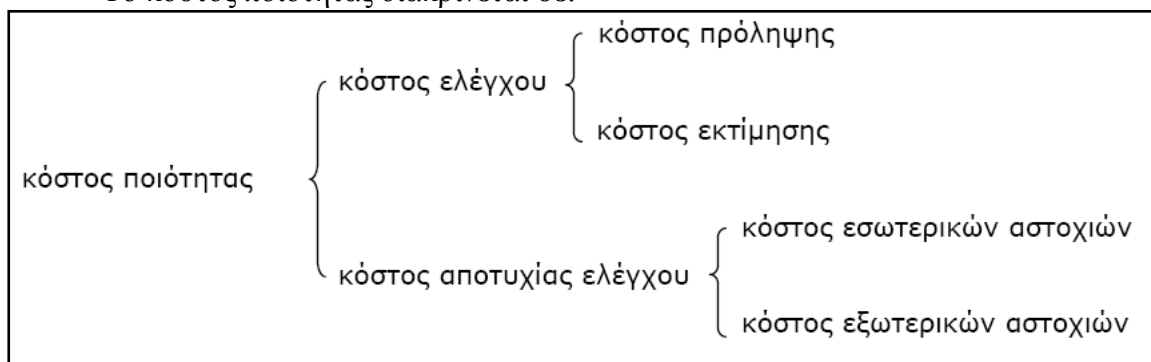 κόστος πρόληψης
κόστος ελέγχου
κόστος εκτίμησης
κόστος ποιότητας
κόστος εσωτερικών αστοχιών
κόστος αποτυχίας ελέγχου
κόστος εξωτερικών αστοχιών